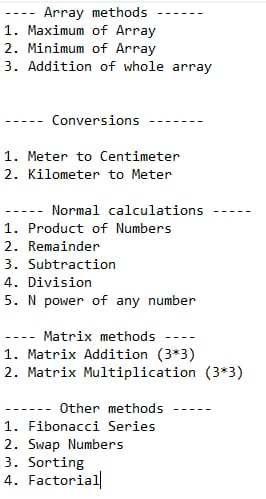 ---- Array methods ------
1. Maximum of Array
2. Minimum of Array
3. Addition of whole array
----- Conversions -------
1. Meter to Centimeter
2. Kilometer to Meter
----- Normal calculations -----
1. Product of Numbers
2. Remainder
3. Subtraction
4. Division
5. N power of any number
---- Matrix methods ----
1. Matrix Addition (3*3)
2. Matrix Multiplication (3*3)
------ Other methods -----
1. Fibonacci Series
2. Swap Numbers
3. Sorting
4. Factorial